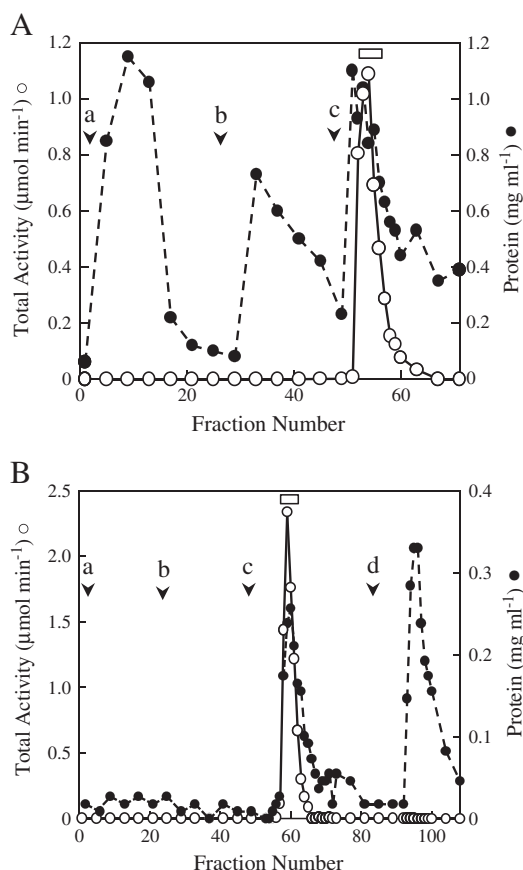 A
Total Activity (μmol min⁻¹) ○
1.2
1.0
0.8
0.6
0.4
0.2
0
a
b
c
1.2
1.0
0.8
0.6
0.4
0.2
0
Protein (mg ml⁻¹) ●
0 20 40 60
Fraction Number
B
Total Activity (μmol min⁻¹) ○
2.5
2.0
1.5
1.0
0.5
0
a
b
c
d
0.4
0.3
0.2
0.1
0
Protein (mg ml⁻¹) ●
0 20 40 60 80 100
Fraction Number